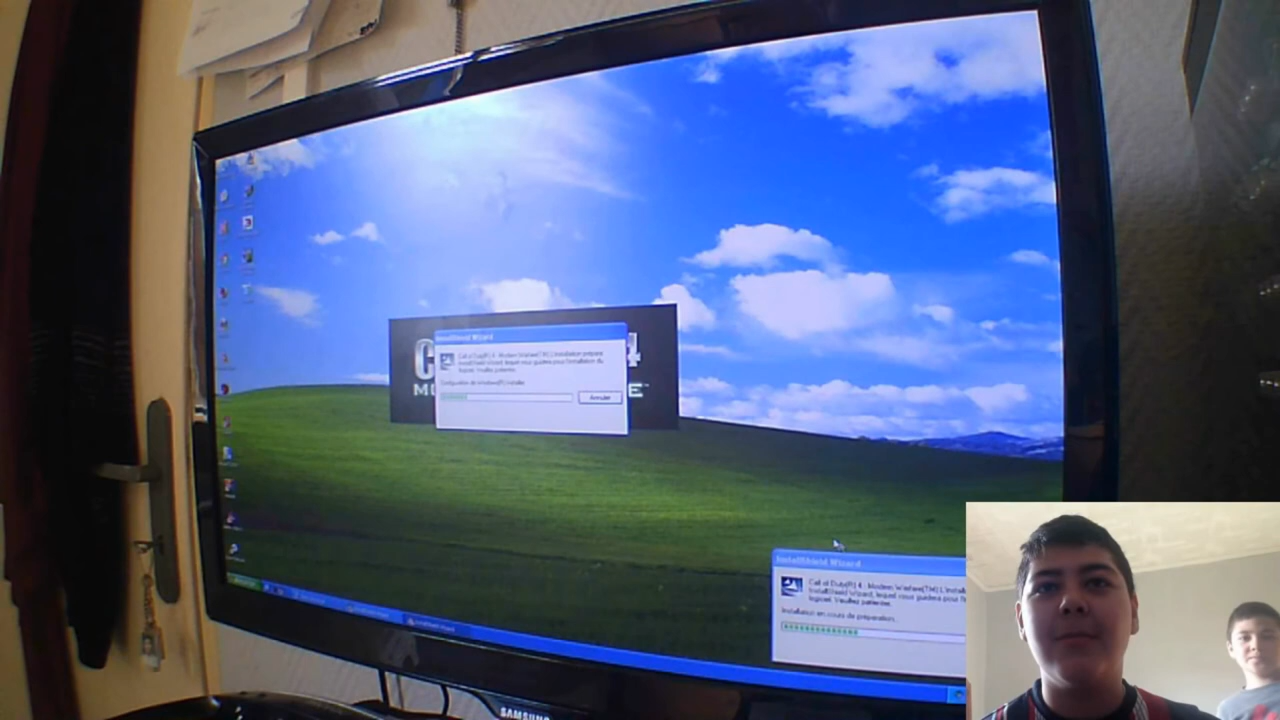 InstallShield Wizard
Call of Duty(R) 4 - Modern Warfare(TM) L'installation prépare
InstallShield Wizard, lequel vous guidera pour l'installation du
logiciel. Veuillez patienter.
Configuration de Windows(R) Installer
Annuler
InstallShield Wizard
Call of Duty(R) 4 - Modern Warfare(TM) L'install
InstallShield Wizard, lequel vous guidera pour l'in
logiciel. Veuillez patienter.
Installation en cours de préparation...
SAMSUNG